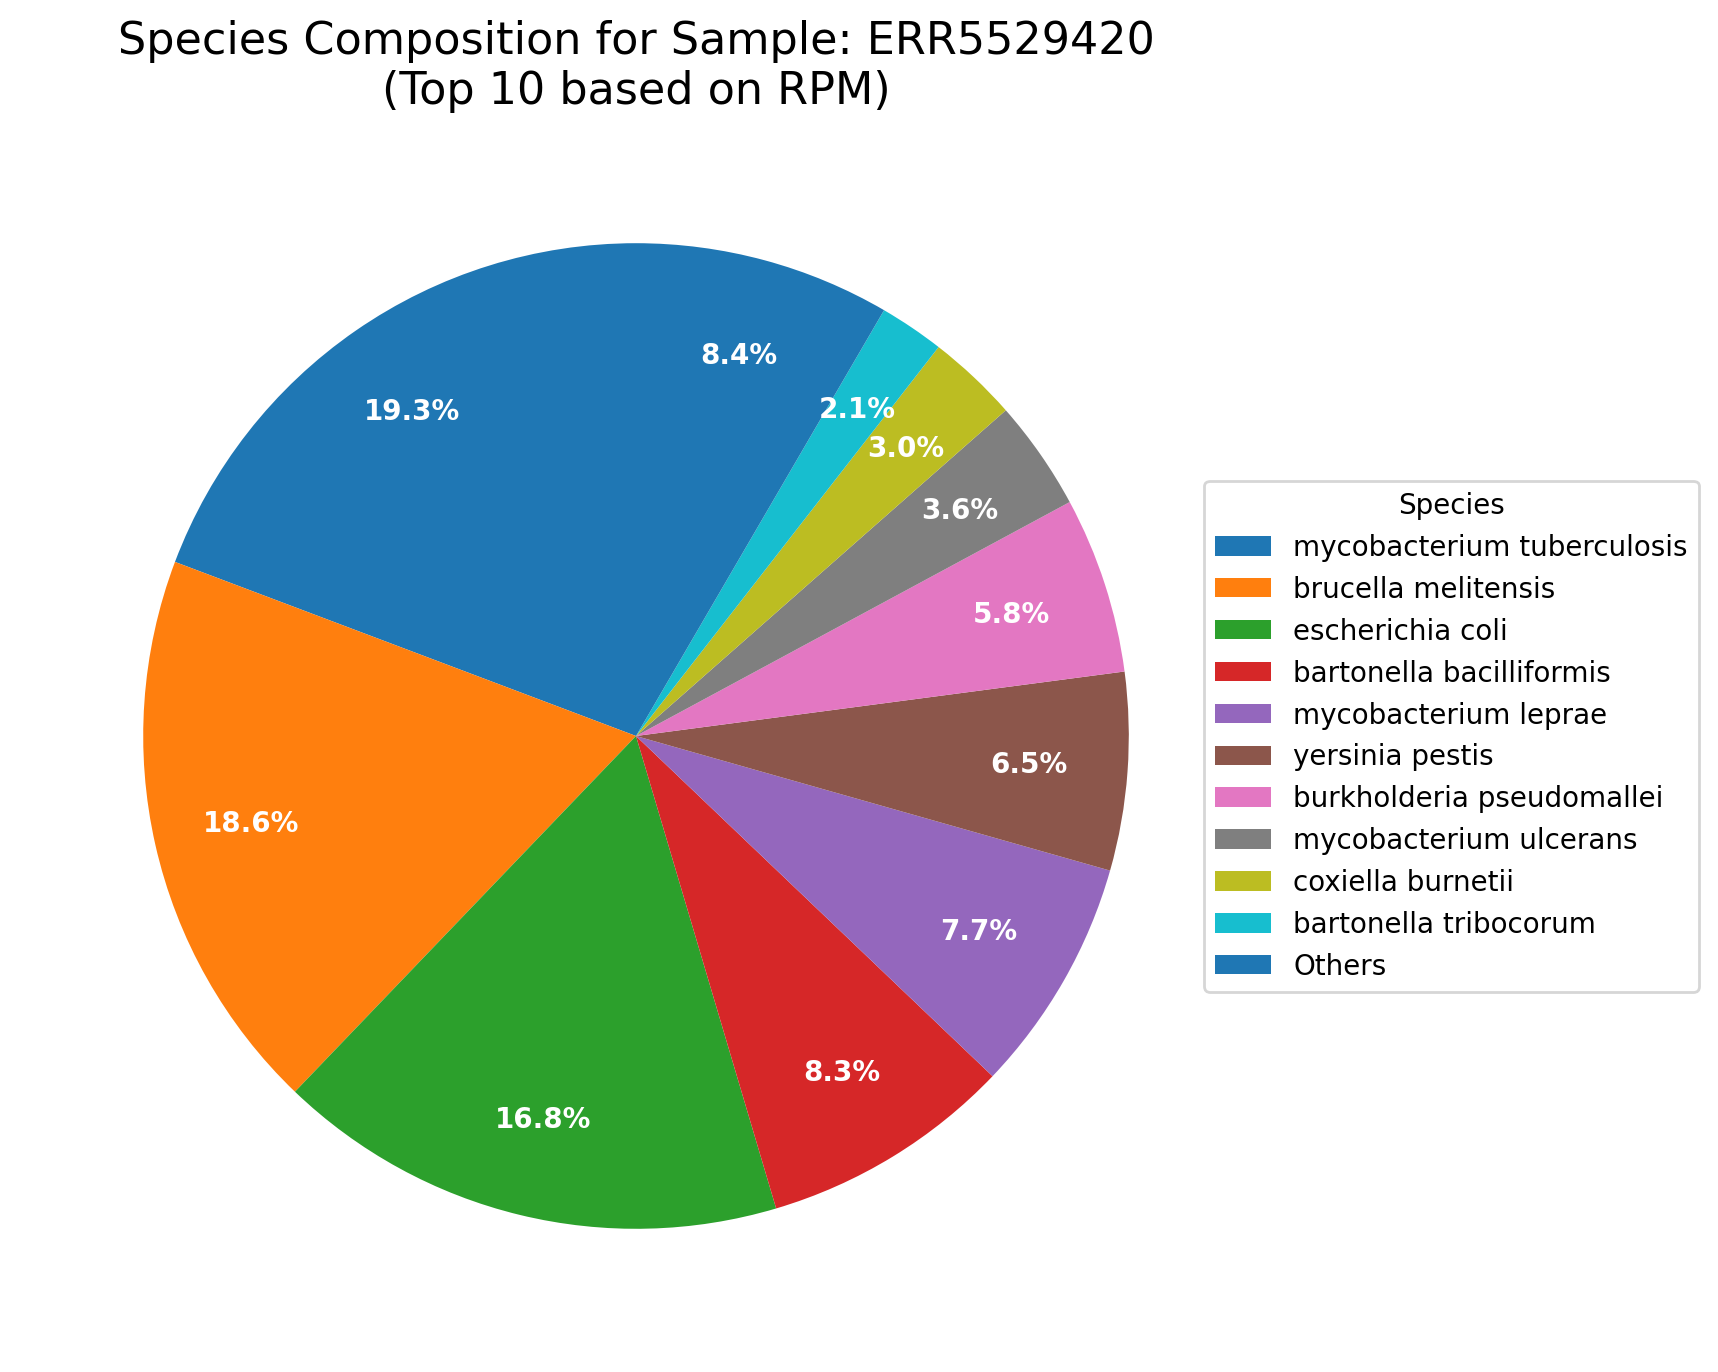 Species Composition for Sample: ERR5529420
(Top 10 based on RPM)
8.4%
19.3%
2.1%
3.0%
3.6%
5.8%
6.5%
18.6%
7.7%
8.3%
16.8%
Species
mycobacterium tuberculosis
brucella melitensis
escherichia coli
bartonella bacilliformis
mycobacterium leprae
yersinia pestis
burkholderia pseudomallei
mycobacterium ulcerans
coxiella burnetii
bartonella tribocorum
Others